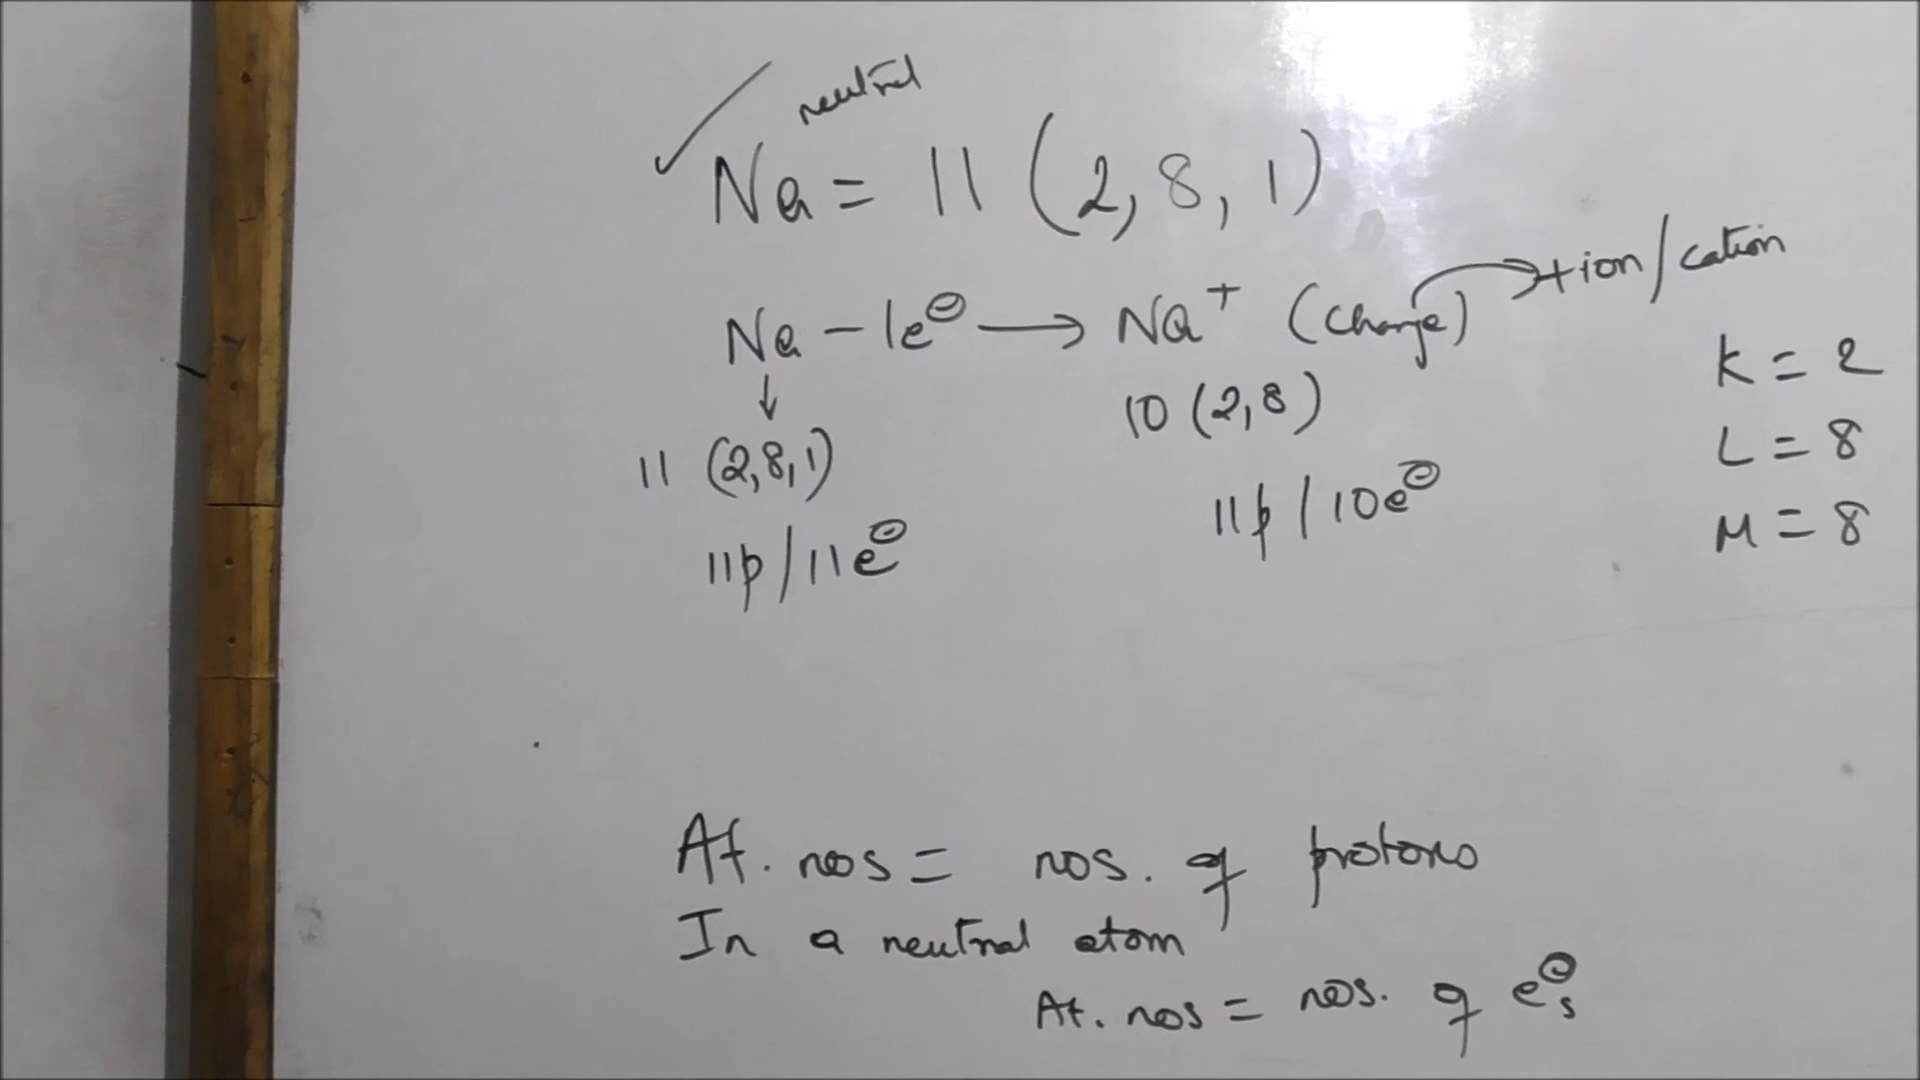 neutral
Na = 11 (2, 8, 1)
Na - 1e⊖ → Na⁺ (Charge) → +ion/cation
↓
11 (2,8,1)
10 (2,8)
11p/11e⊖
11p/10e⊖
K = 2
L = 8
M = 8
At. nos = nos. of protons
In a neutral atom
At. nos = nos. of e⊖s